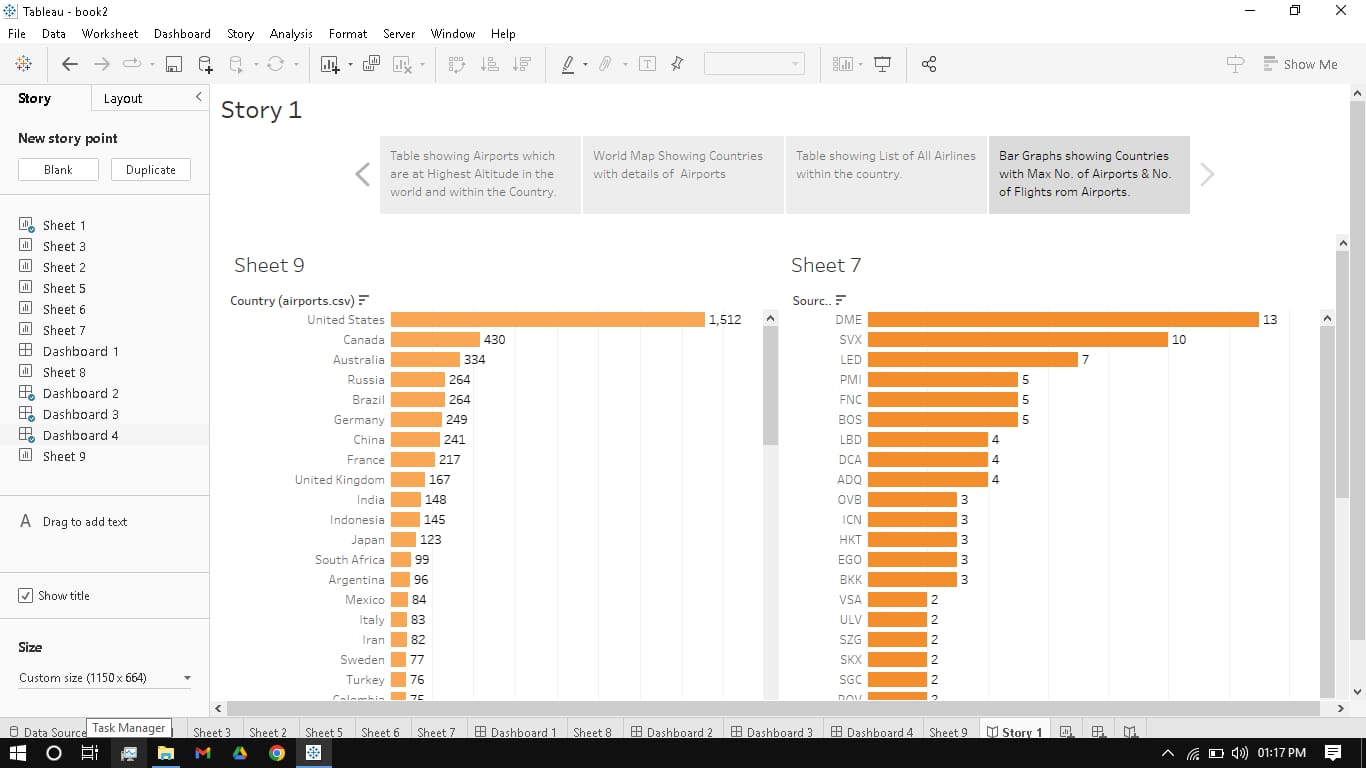 Tableau - book2
File Data Worksheet Dashboard Story Analysis Format Server Window Help
Show Me
Story Layout
New story point
Blank Duplicate
Sheet 1
Sheet 3
Sheet 2
Sheet 5
Sheet 6
Sheet 7
Dashboard 1
Sheet 8
Dashboard 2
Dashboard 3
Dashboard 4
Sheet 9
A Drag to add text
Show title
Size
Custom size (1150 x 664)
Story 1
Table showing Airports which
are at Highest Altitude in the
world and within the Country.
World Map Showing Countries
with details of Airports
Table showing List of All Airlines
within the country.
Bar Graphs showing Countries
with Max No. of Airports & No.
of Flights rom Airports.
Sheet 9
Country (airports.csv)
United States 1,512
Canada 430
Australia 334
Russia 264
Brazil 264
Germany 249
China 241
France 217
United Kingdom 167
India 148
Indonesia 145
Japan 123
South Africa 99
Argentina 96
Mexico 84
Italy 83
Iran 82
Sweden 77
Turkey 76
Colombia 75
Sheet 7
Sourc..
DME 13
SVX 10
LED 7
PMI 5
FNC 5
BOS 5
LBD 4
DCA 4
ADQ 4
OVB 3
ICN 3
HKT 3
EGO 3
BKK 3
VSA 2
ULV 2
SZG 2
SKX 2
SGC 2
Data Source Sheet 3 Sheet 2 Sheet 5 Sheet 6 Sheet 7 Dashboard 1 Sheet 8 Dashboard 2 Dashboard 3 Dashboard 4 Sheet 9 Story 1
Task Manager
01:17 PM